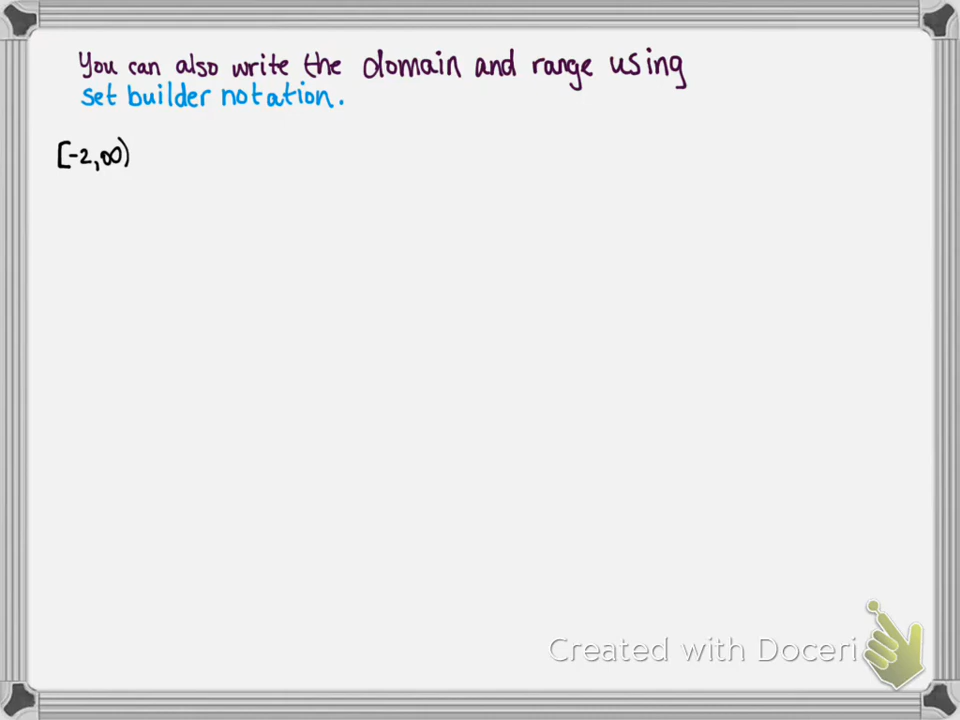 You can also write the domain and range using
set builder notation.
[-2,∞)
Created with Doceri